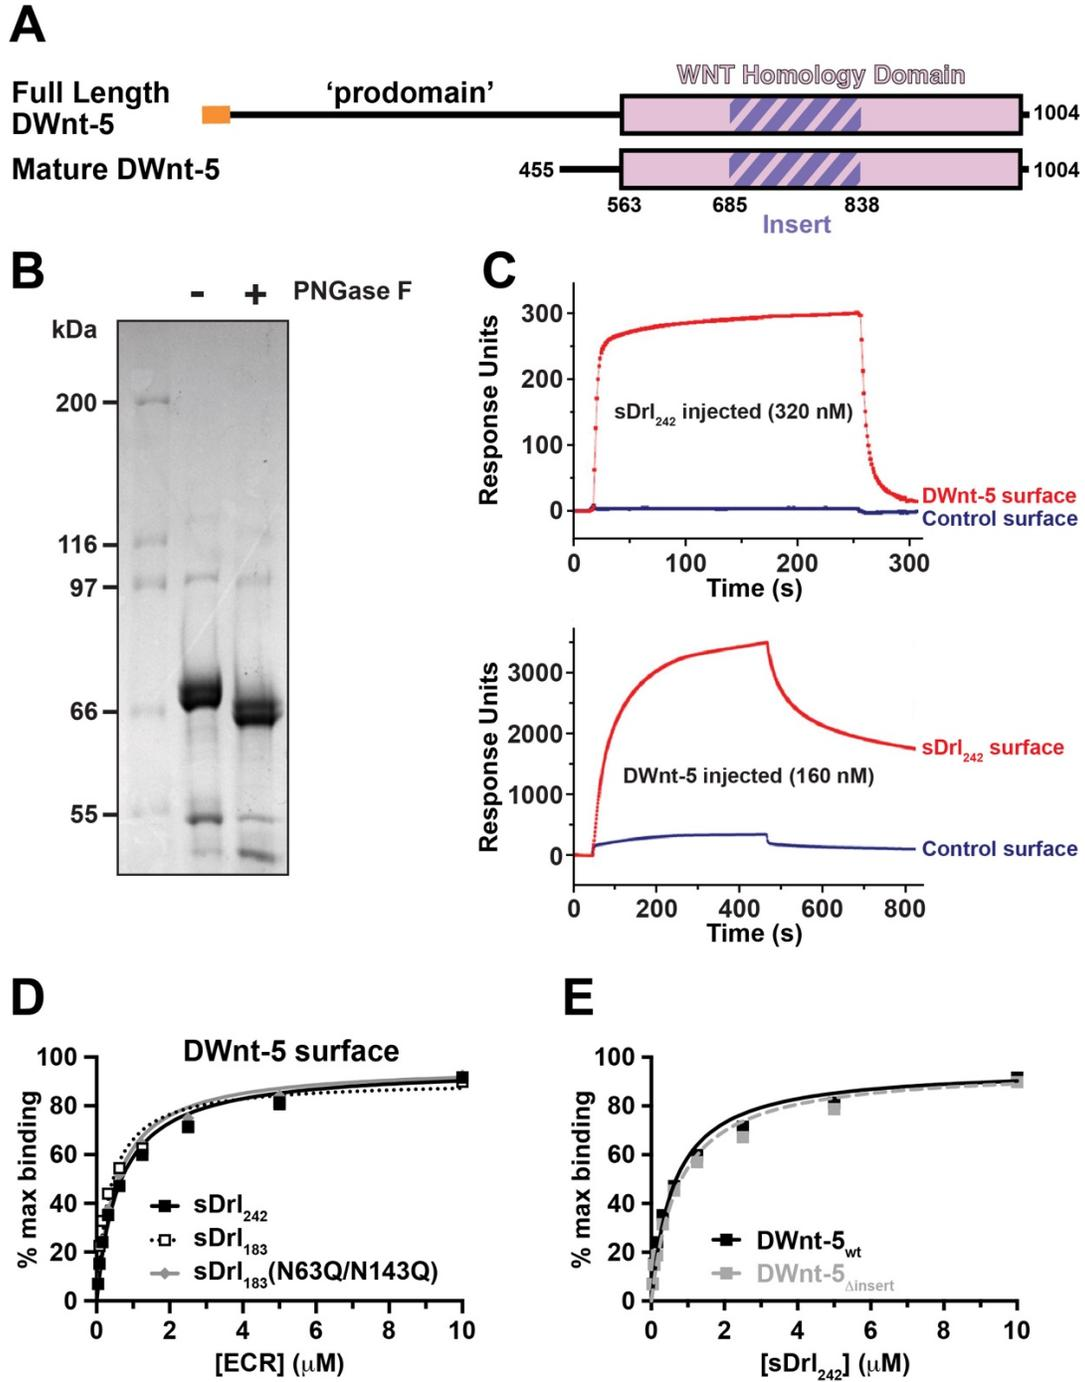 A
WNT Homology Domain
Full Length
DWnt-5
'prodomain'
1004
Mature DWnt-5
455
1004
563
685
838
Insert
B
- + PNGase F
kDa
200
116
97
66
55
C
Response Units
300
200
100
0
sDrl242 injected (320 nM)
DWnt-5 surface
Control surface
0 100 200 300
Time (s)
Response Units
3000
2000
1000
0
DWnt-5 injected (160 nM)
sDrl242 surface
Control surface
0 200 400 600 800
Time (s)
D
DWnt-5 surface
% max binding
100
80
60
40
20
0
sDrl242
sDrl183
sDrl183(N63Q/N143Q)
0 2 4 6 8 10
[ECR] (μM)
E
% max binding
100
80
60
40
20
0
DWnt-5wt
DWnt-5Δinsert
0 2 4 6 8 10
[sDrl242] (μM)